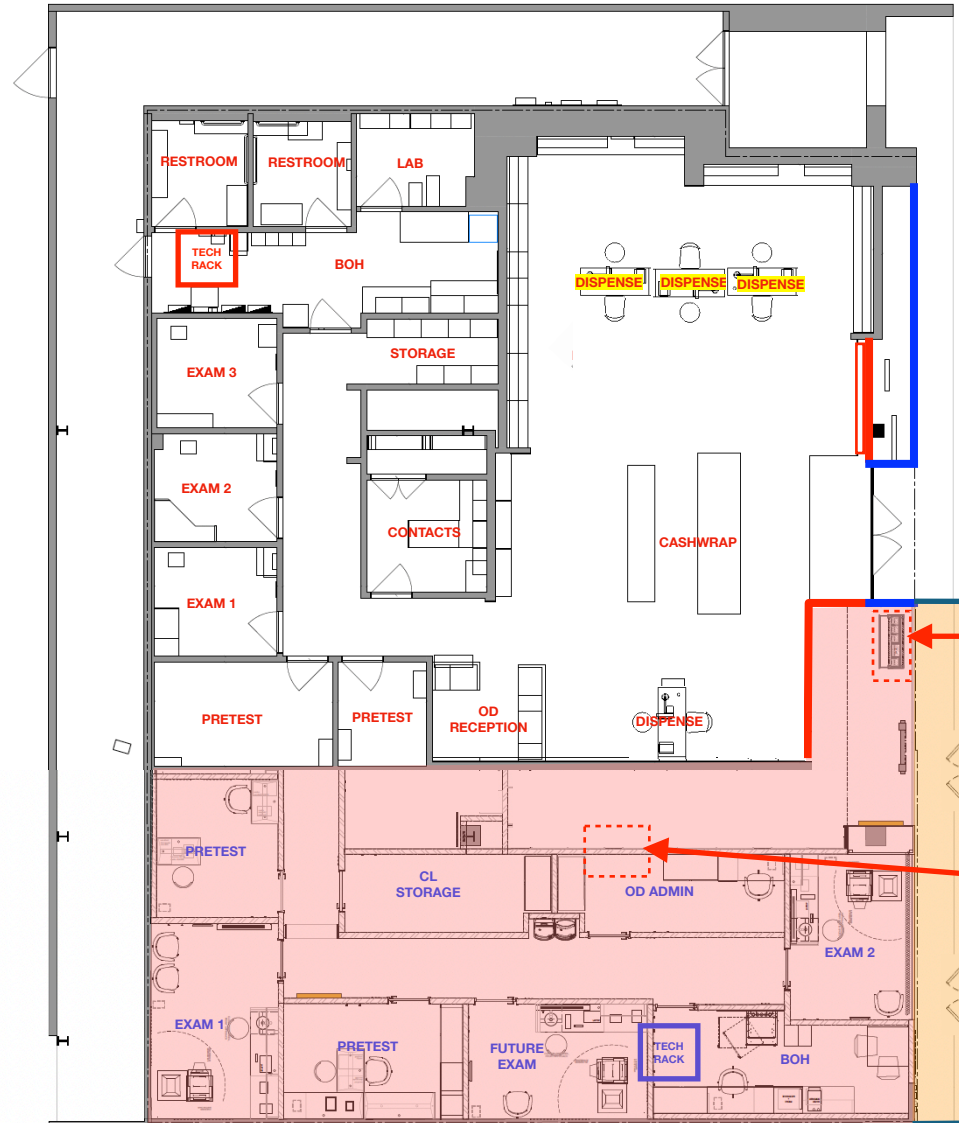 RESTROOM
RESTROOM
LAB
TECH
RACK
BOH
DISPENSE
DISPENSE
DISPENSE
STORAGE
EXAM 3
EXAM 2
CONTACTS
CASHWRAP
EXAM 1
PRETEST
PRETEST
OD
RECEPTION
DISPENSE
PRETEST
CL
STORAGE
OD ADMIN
EXAM 2
EXAM 1
PRETEST
FUTURE
EXAM
TECH
RACK
BOH